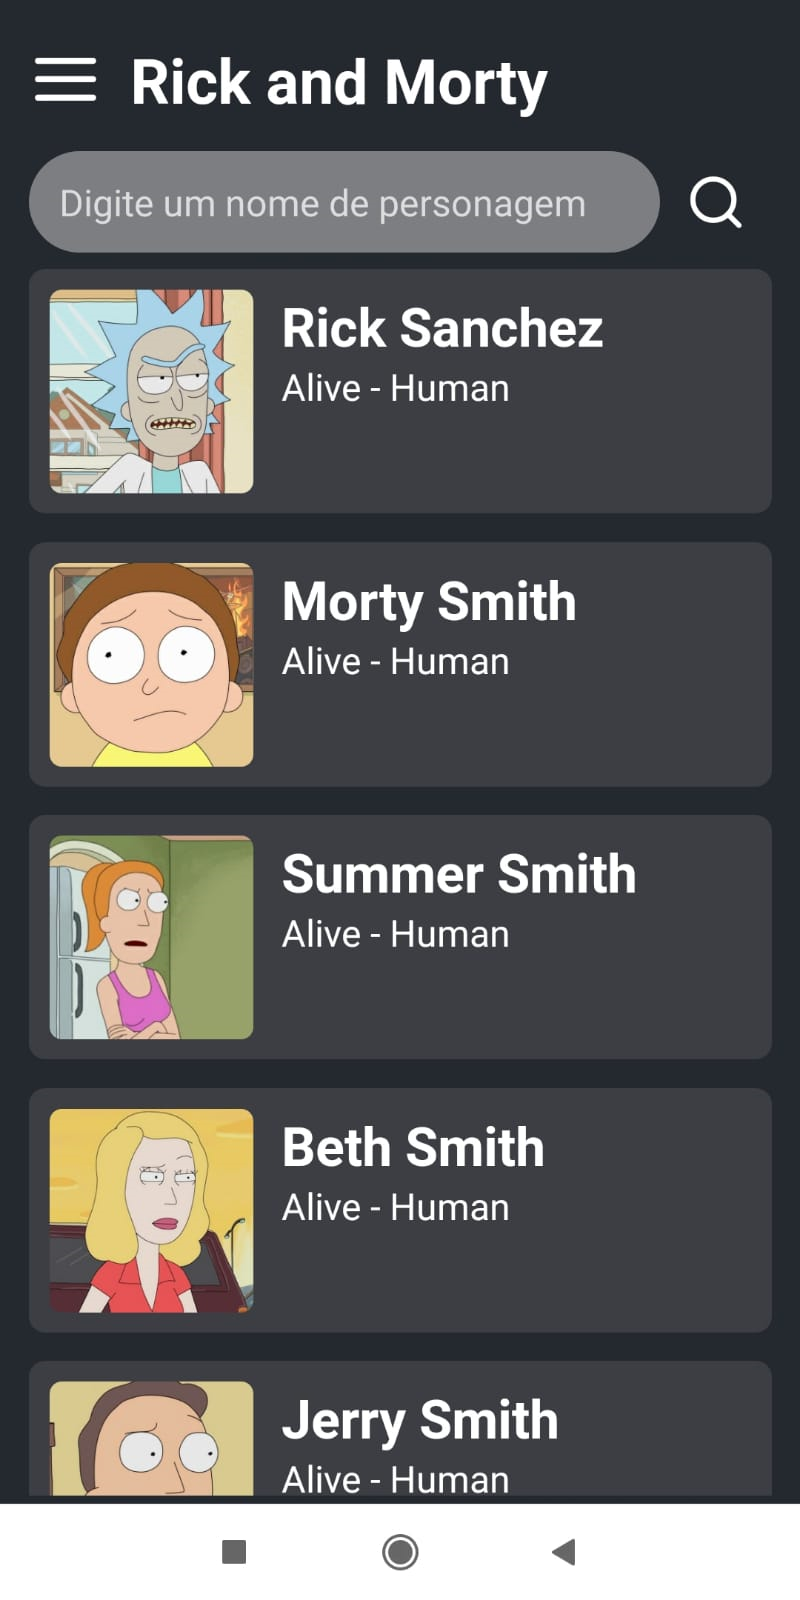 Rick and Morty
Digite um nome de personagem
Rick Sanchez
Alive - Human
Morty Smith
Alive - Human
Summer Smith
Alive - Human
Beth Smith
Alive - Human
Jerry Smith
Alive - Human